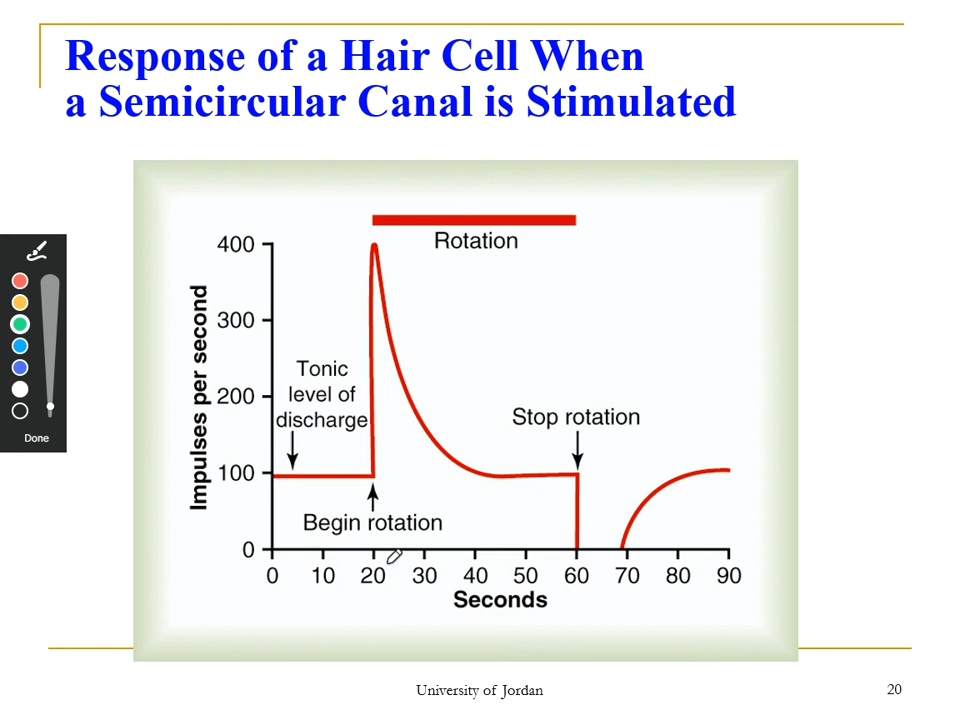 Response of a Hair Cell When
a Semicircular Canal is Stimulated
Rotation
400
300
200
100
0
Impulses per second
Tonic
level of
discharge
Stop rotation
Begin rotation
0 10 20 30 40 50 60 70 80 90
Seconds
Done
University of Jordan
20